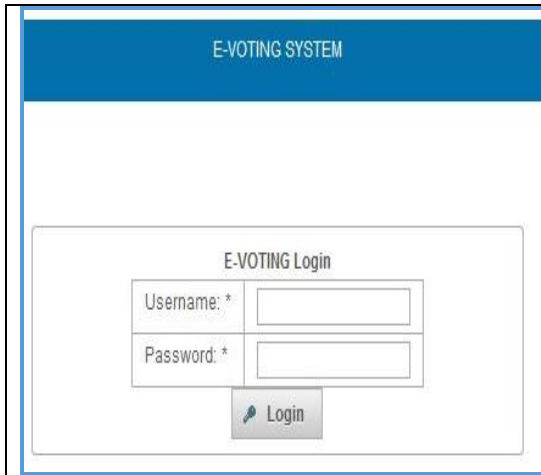 E-VOTING SYSTEM
E-VOTING Login
Username: *
Password: *
Login